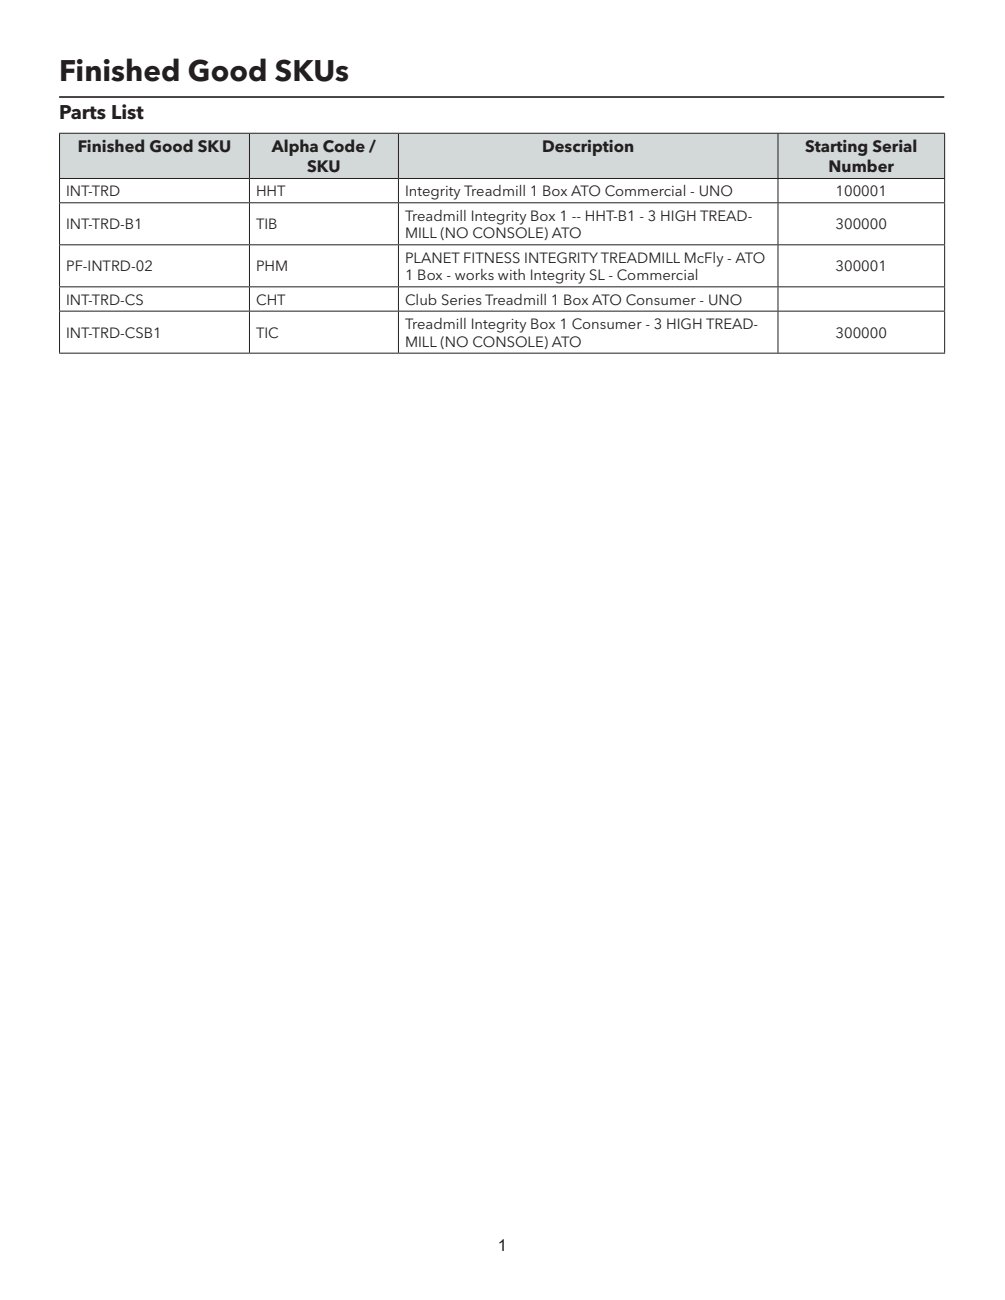 Finished Good SKUs
Parts List
Finished Good SKU
Alpha Code /
SKU
Description
Starting Serial
Number
INT-TRD
HHT
Integrity Treadmill 1 Box ATO Commercial - UNO
100001
INT-TRD-B1
TIB
Treadmill Integrity Box 1 -- HHT-B1 - 3 HIGH TREAD-
MILL (NO CONSOLE) ATO
300000
PF-INTRD-02
PHM
PLANET FITNESS INTEGRITY TREADMILL McFly - ATO
1 Box - works with Integrity SL - Commercial
300001
INT-TRD-CS
CHT
Club Series Treadmill 1 Box ATO Consumer - UNO
INT-TRD-CSB1
TIC
Treadmill Integrity Box 1 Consumer - 3 HIGH TREAD-
MILL (NO CONSOLE) ATO
300000
1